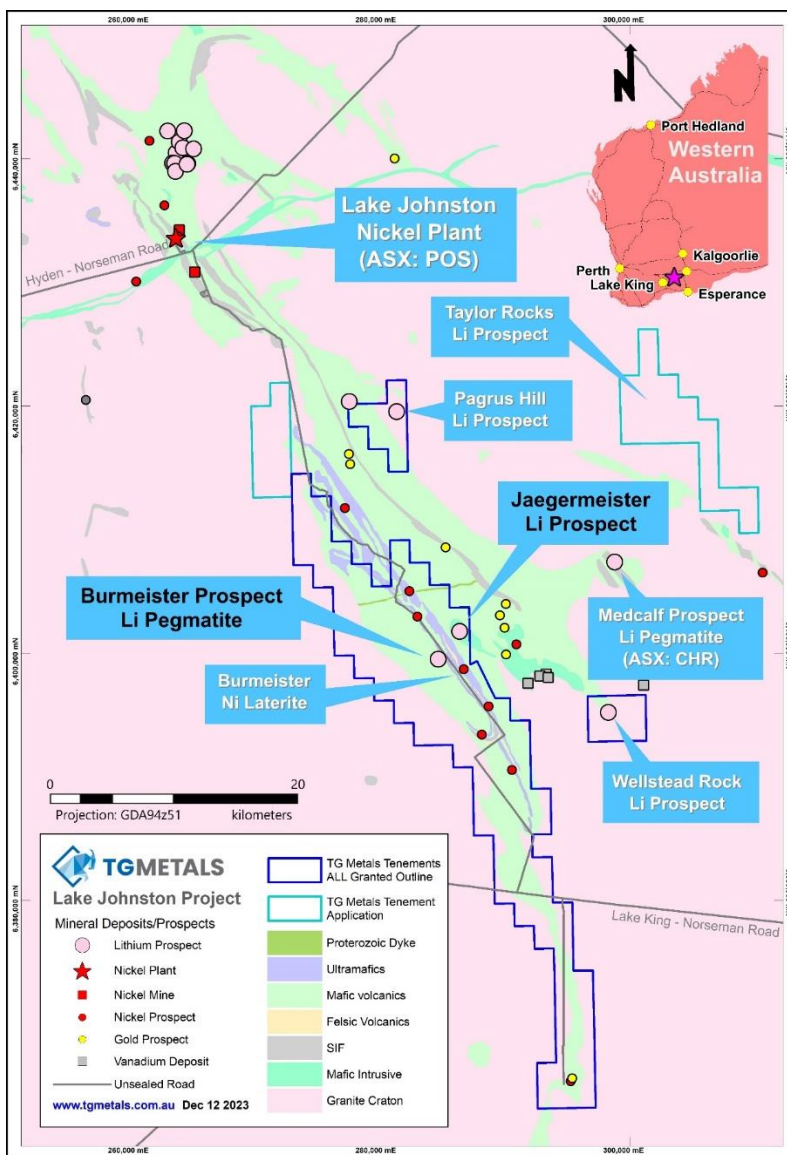 260,000 mE
280,000 mE
300,000 mE
N
Port Hedland
Western
Australia
Kalgoorlie
Perth
Lake King
Esperance
6,440,000 mN
6,440,000 mN
Lake Johnston
Nickel Plant
(ASX: POS)
Hyden - Norseman Road
Taylor Rocks
Li Prospect
6,420,000 mN
Pagrus Hill
Li Prospect
Jaegermeister
Li Prospect
Burmeister Prospect
Li Pegmatite
Medcalf Prospect
Li Pegmatite
(ASX: CHR)
6,400,000 mN
Burmeister
Ni Laterite
Wellstead Rock
Li Prospect
0
20
Projection: GDA94z51
kilometers
6,380,000 mN
Lake King - Norseman Road
TGMETALS
Lake Johnston Project
Mineral Deposits/Prospects
Lithium Prospect
Nickel Plant
Nickel Mine
Nickel Prospect
Gold Prospect
Vanadium Deposit
Unsealed Road
www.tgmetals.com.au Dec 12 2023
TG Metals Tenements
ALL Granted Outline
TG Metals Tenement
Application
Proterozoic Dyke
Ultramafics
Mafic volcanics
Felsic Volcanics
SIF
Mafic Intrusive
Granite Craton
260,000 mE
280,000 mE
300,000 mE